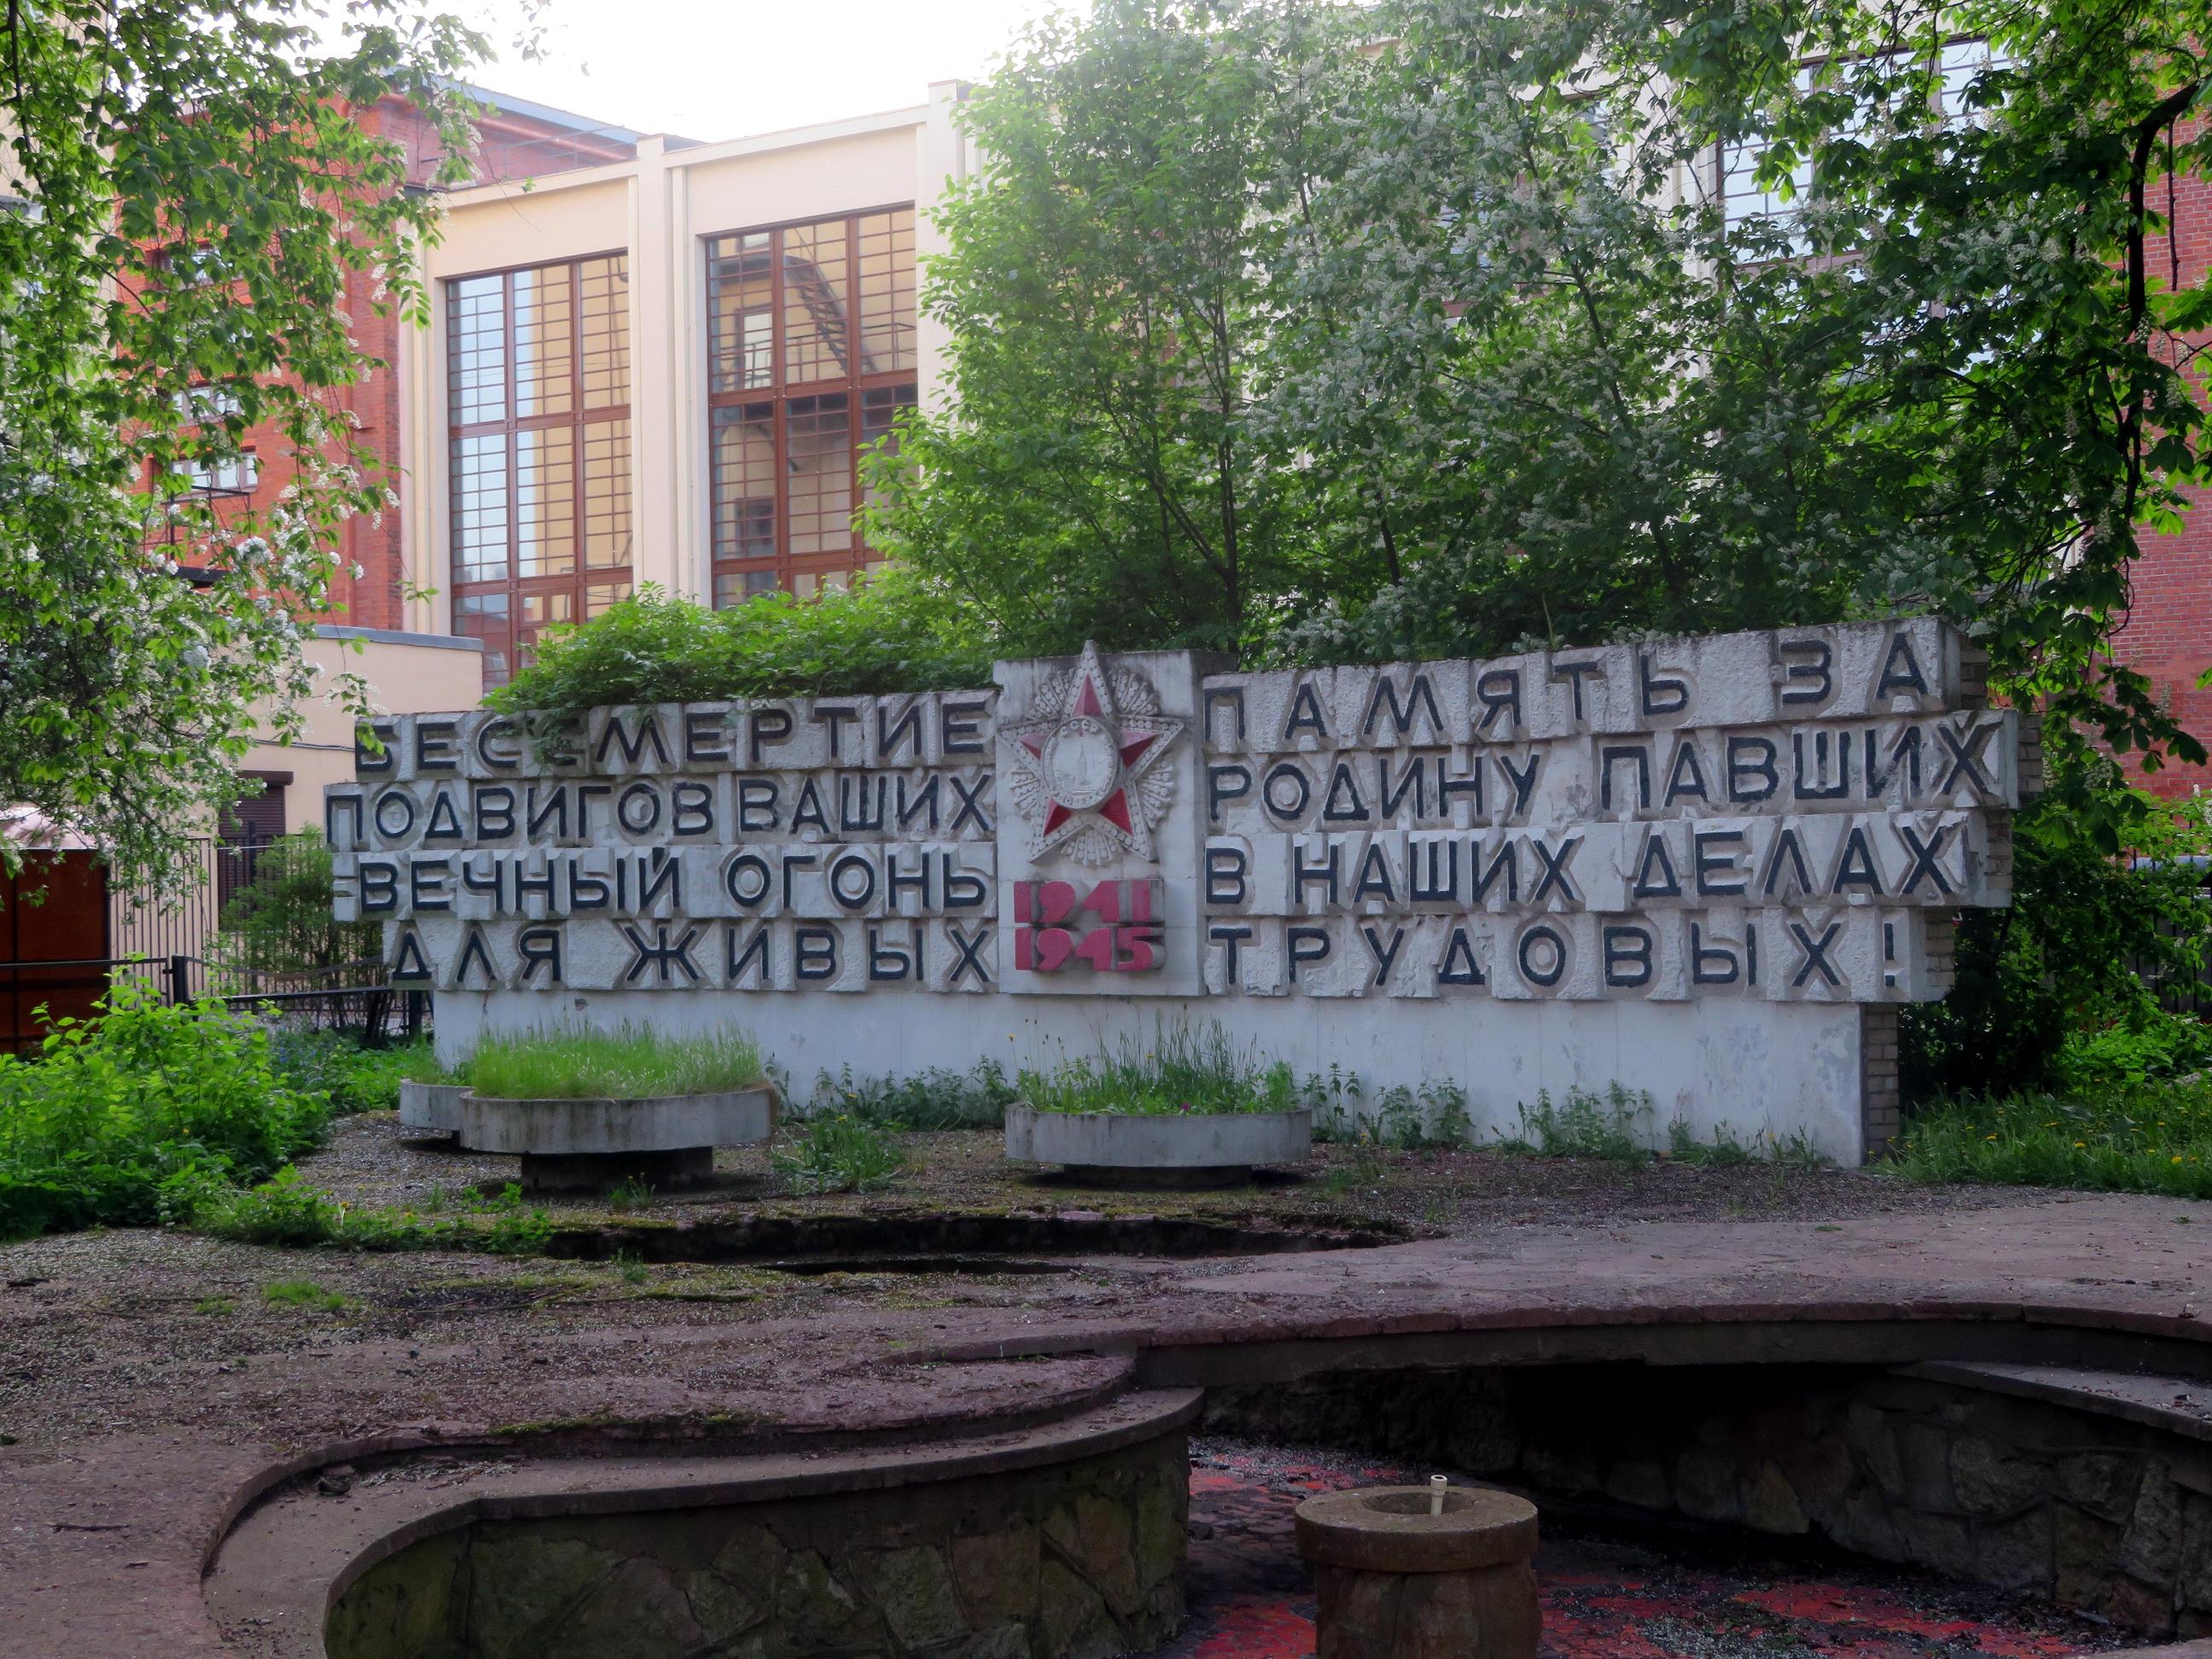 БЕССМЕРТИЕ
ПОДВИГОВ ВАШИХ
ВЕЧНЫЙ ОГОНЬ
ДЛЯ ЖИВЫХ
1941
1945
ПАМЯТЬ ЗА
РОДИНУ ПАВШИХ
В НАШИХ ДЕЛАХ
ТРУДОВЫХ!